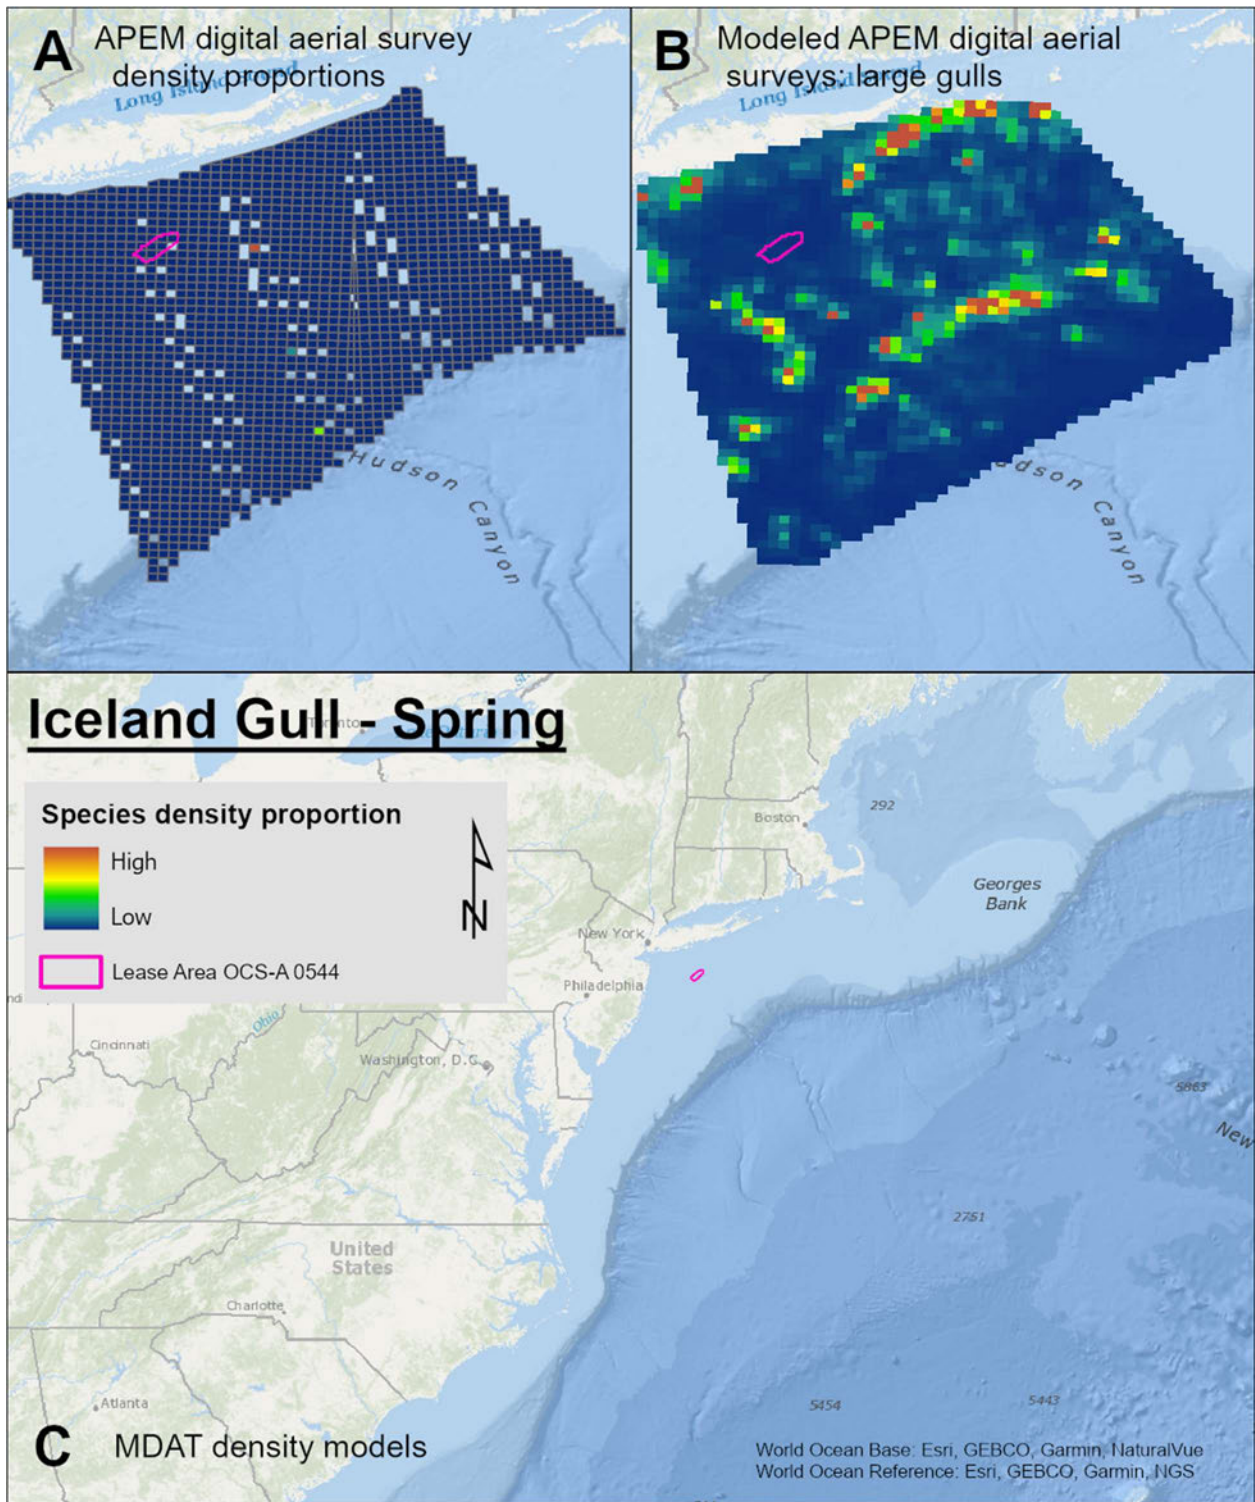 A
APEM digital aerial survey
density proportions
Long Island Sound
Hudson Canyon
B
Modeled APEM digital aerial
surveys: large gulls
Long Island Sound
Canyon
Iceland Gull - Spring
Toronto
Species density proportion
High
Low
N
Lease Area OCS-A 0544
Boston
292
Georges
Bank
New York
Philadelphia
Ohio
Cincinnati
Washington, D.C.
5863
New
2751
United
States
Charlotte
Atlanta
5454
5443
C
MDAT density models
World Ocean Base: Esri, GEBCO, Garmin, NaturalVue
World Ocean Reference: Esri, GEBCO, Garmin, NGS